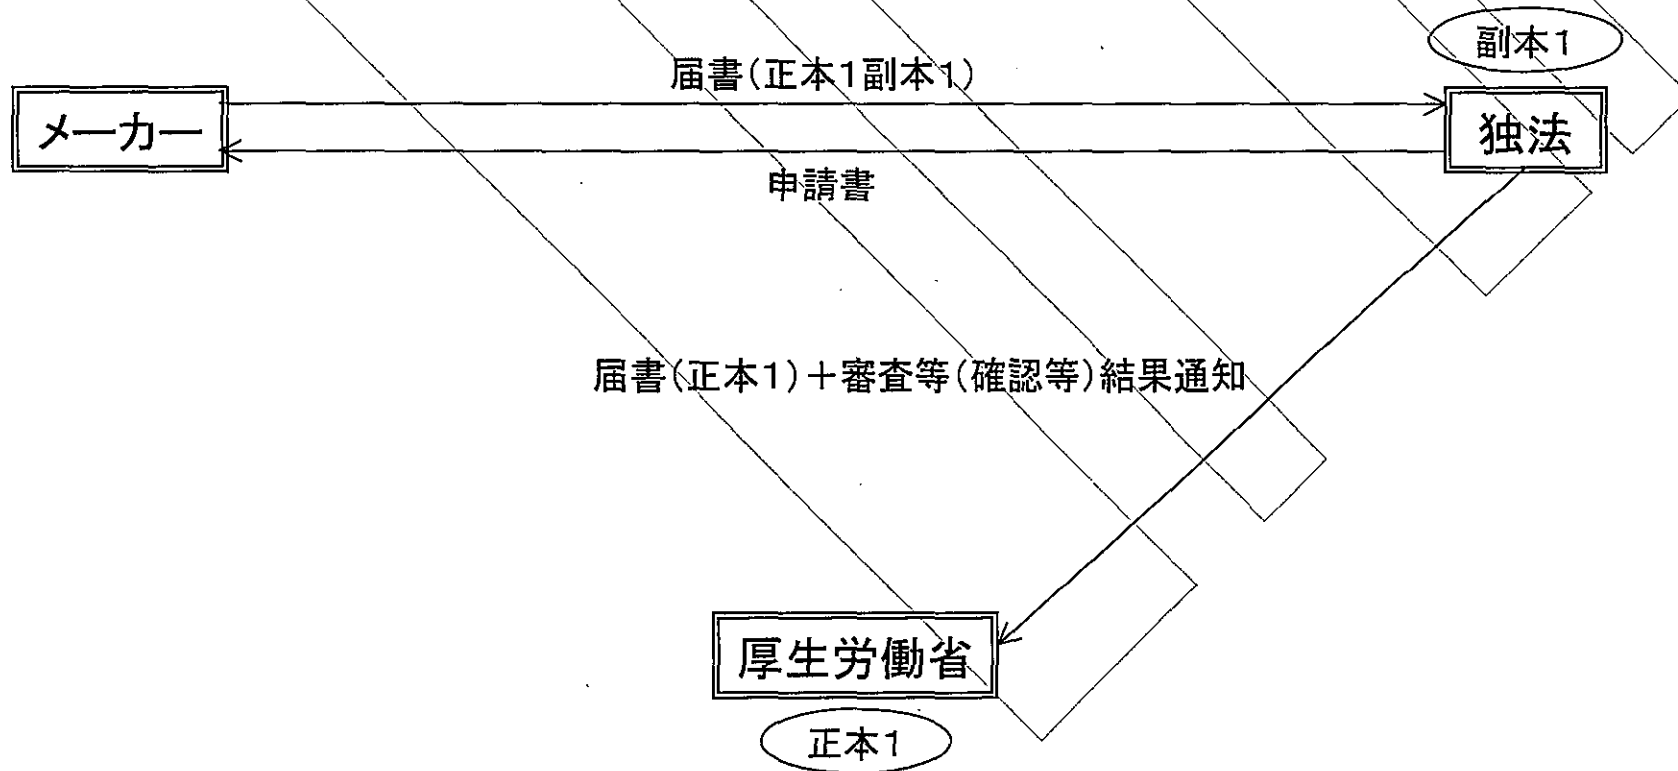 副本1
届書(正本1副本1)
メーカー
独法
申請書
届書(正本1)+審査等(確認等)結果通知
厚生労働省
正本1